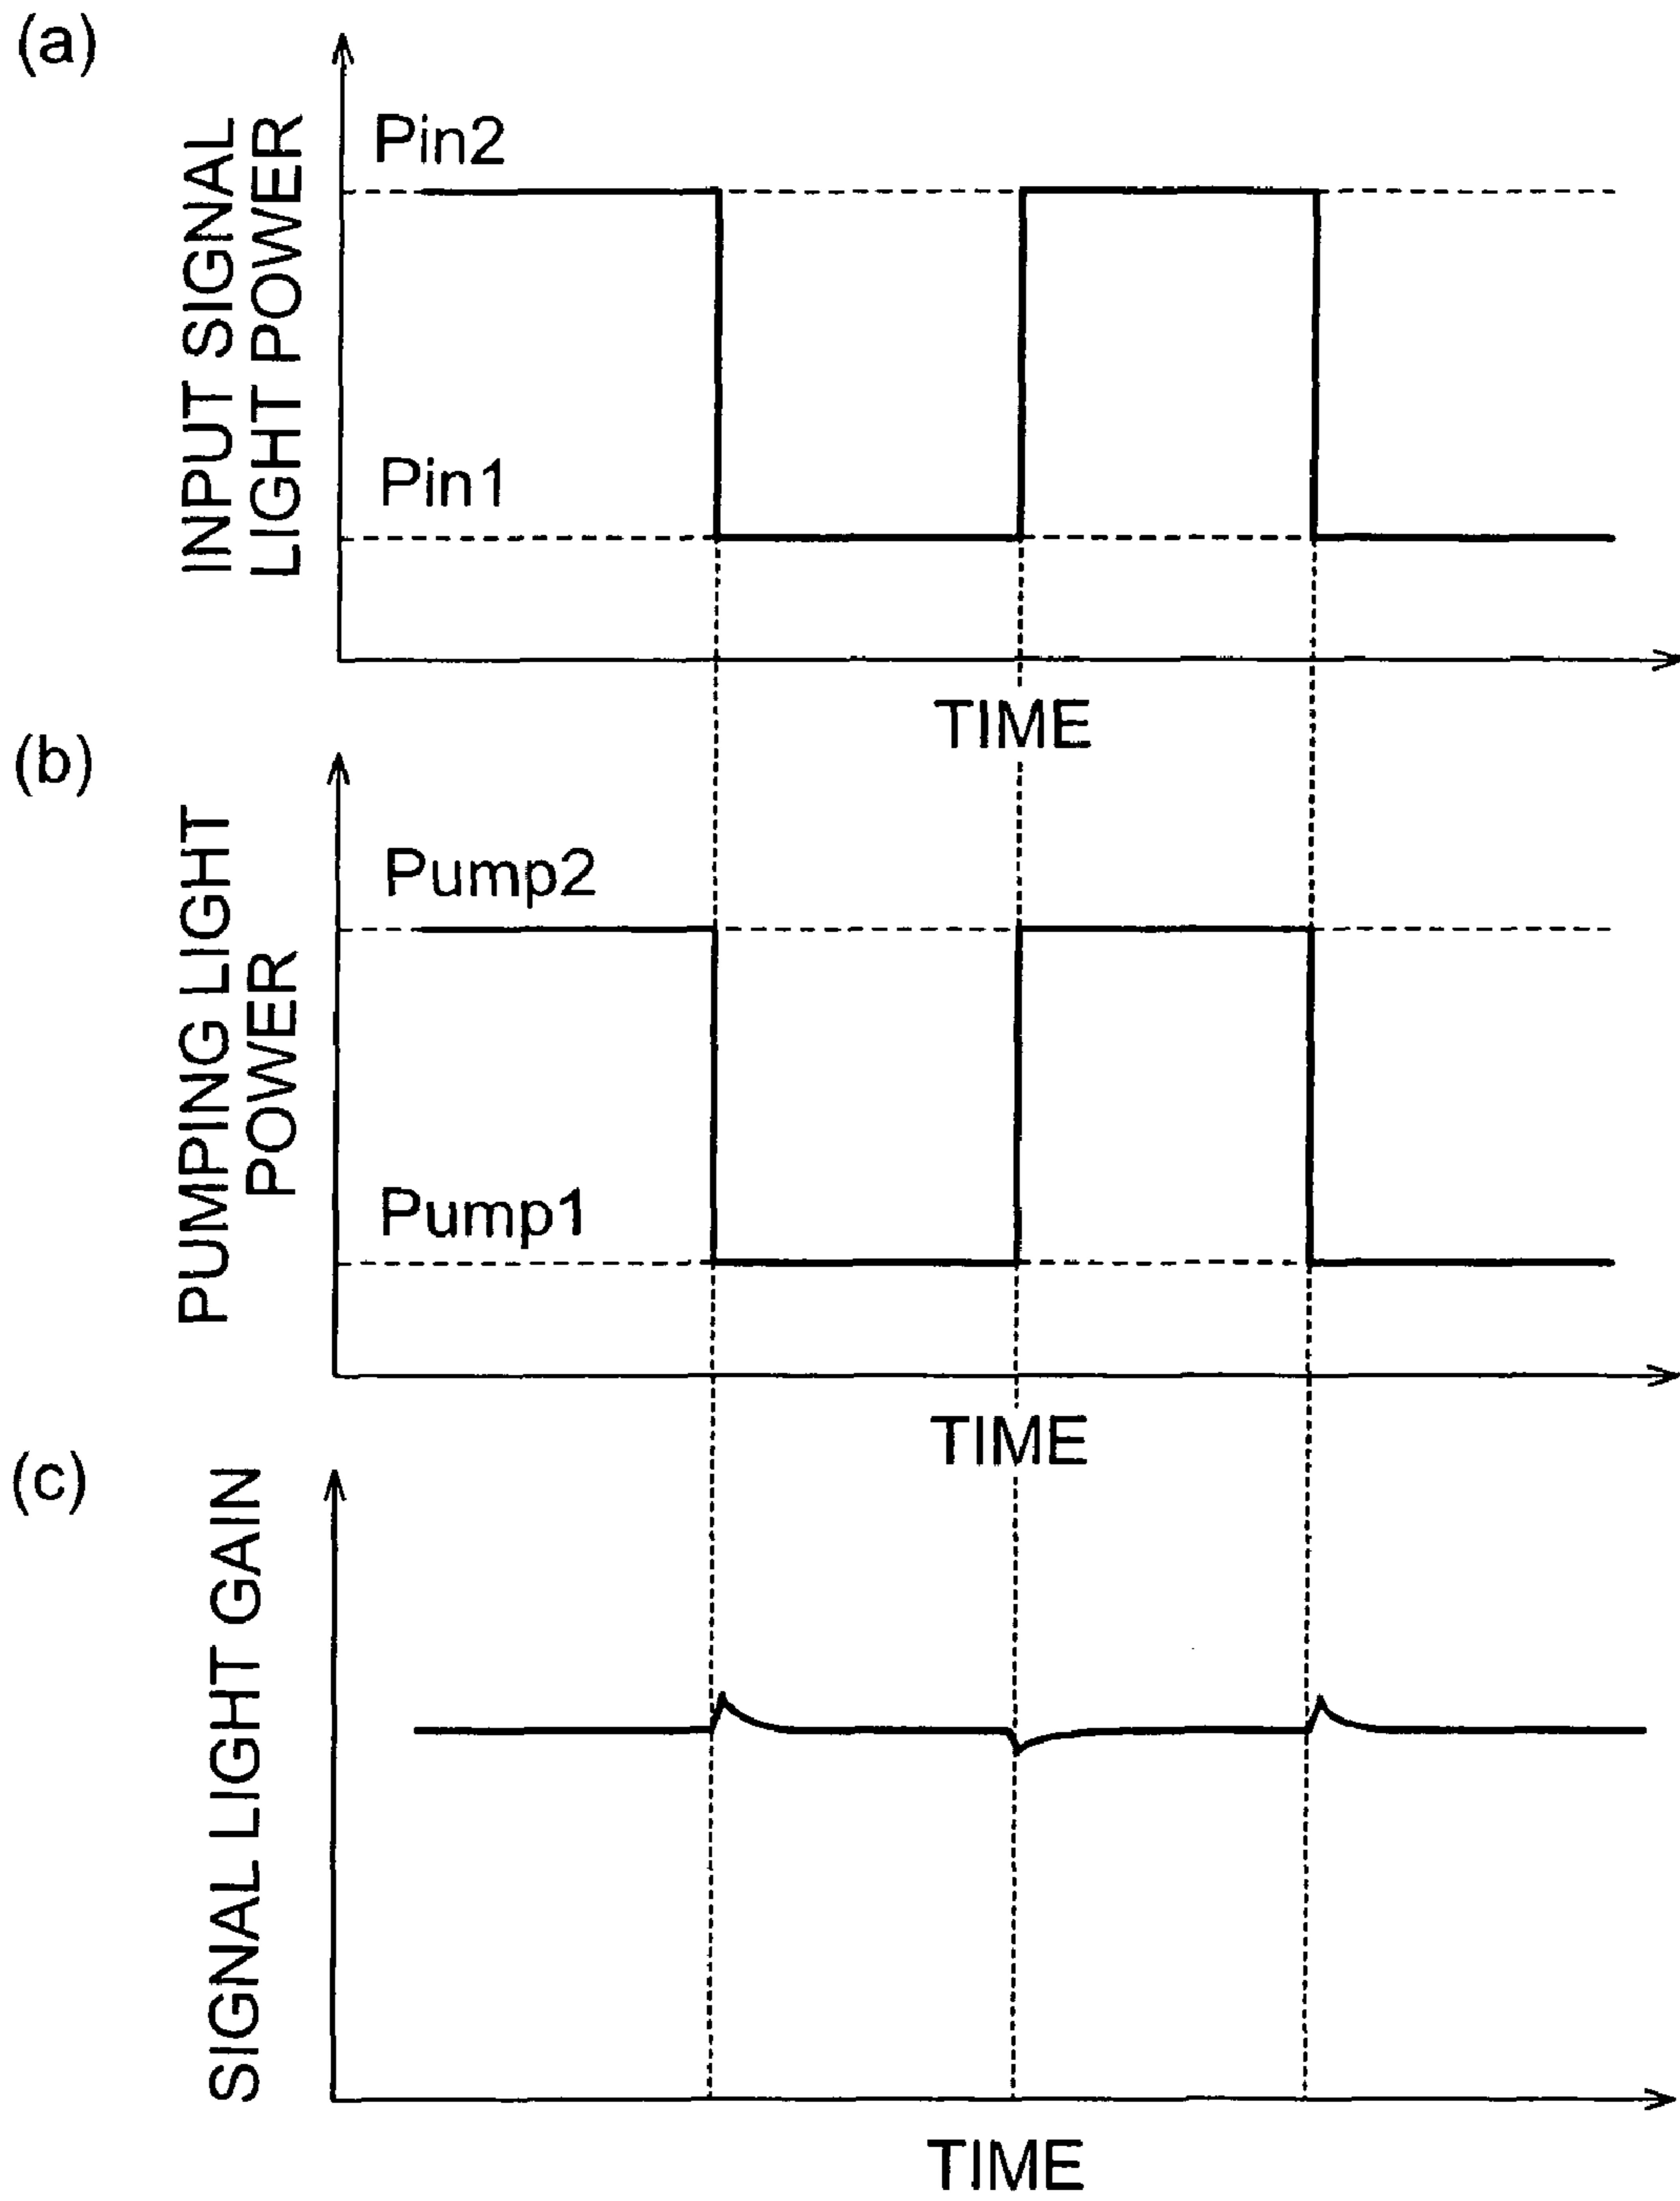 (a)
INPUT SIGNAL
LIGHT POWER
Pin2
Pin1
TIME
(b)
PUMPING LIGHT
POWER
Pump2
Pump1
TIME
(c)
SIGNAL LIGHT GAIN
TIME